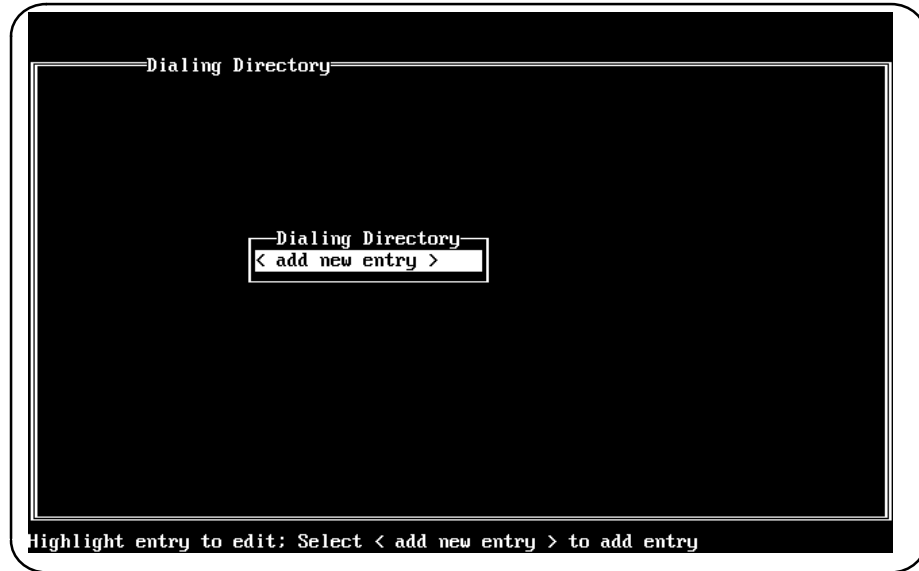 Dialing Directory
Dialing Directory
< add new entry >
Highlight entry to edit; Select < add new entry > to add entry